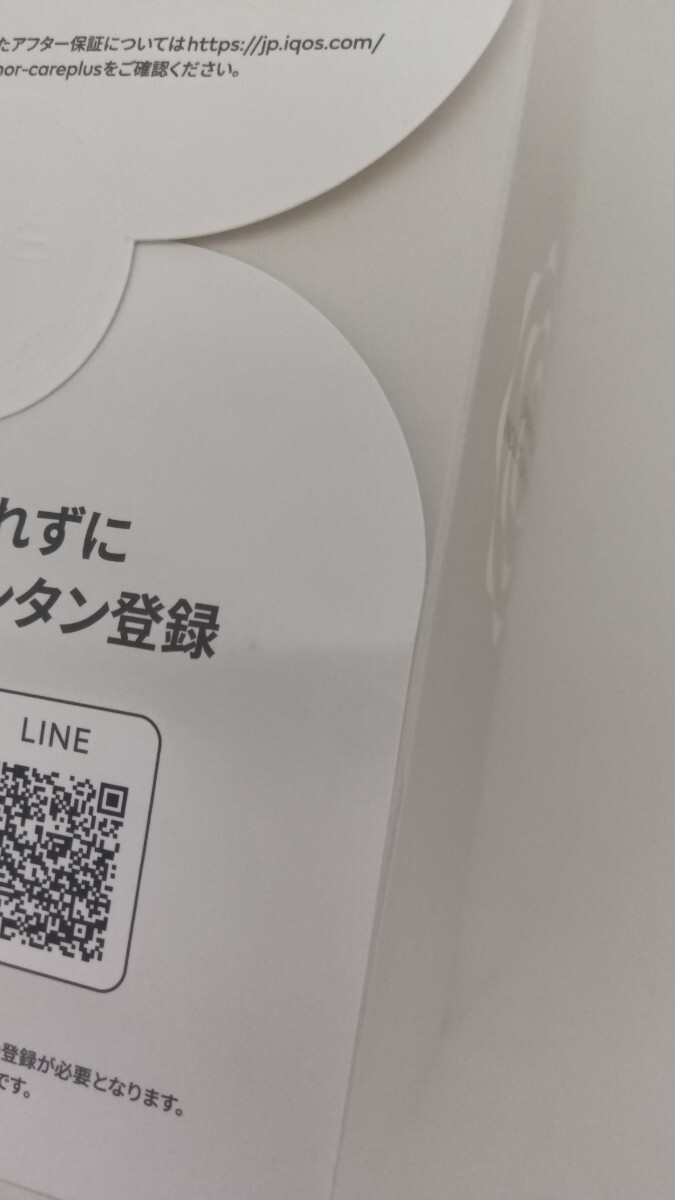 たアフター保証についてはhttps://jp.iqos.com/
nor-careplusをご確認ください。
れずに
ンタン登録
LINE
登録が必要となります。
です。